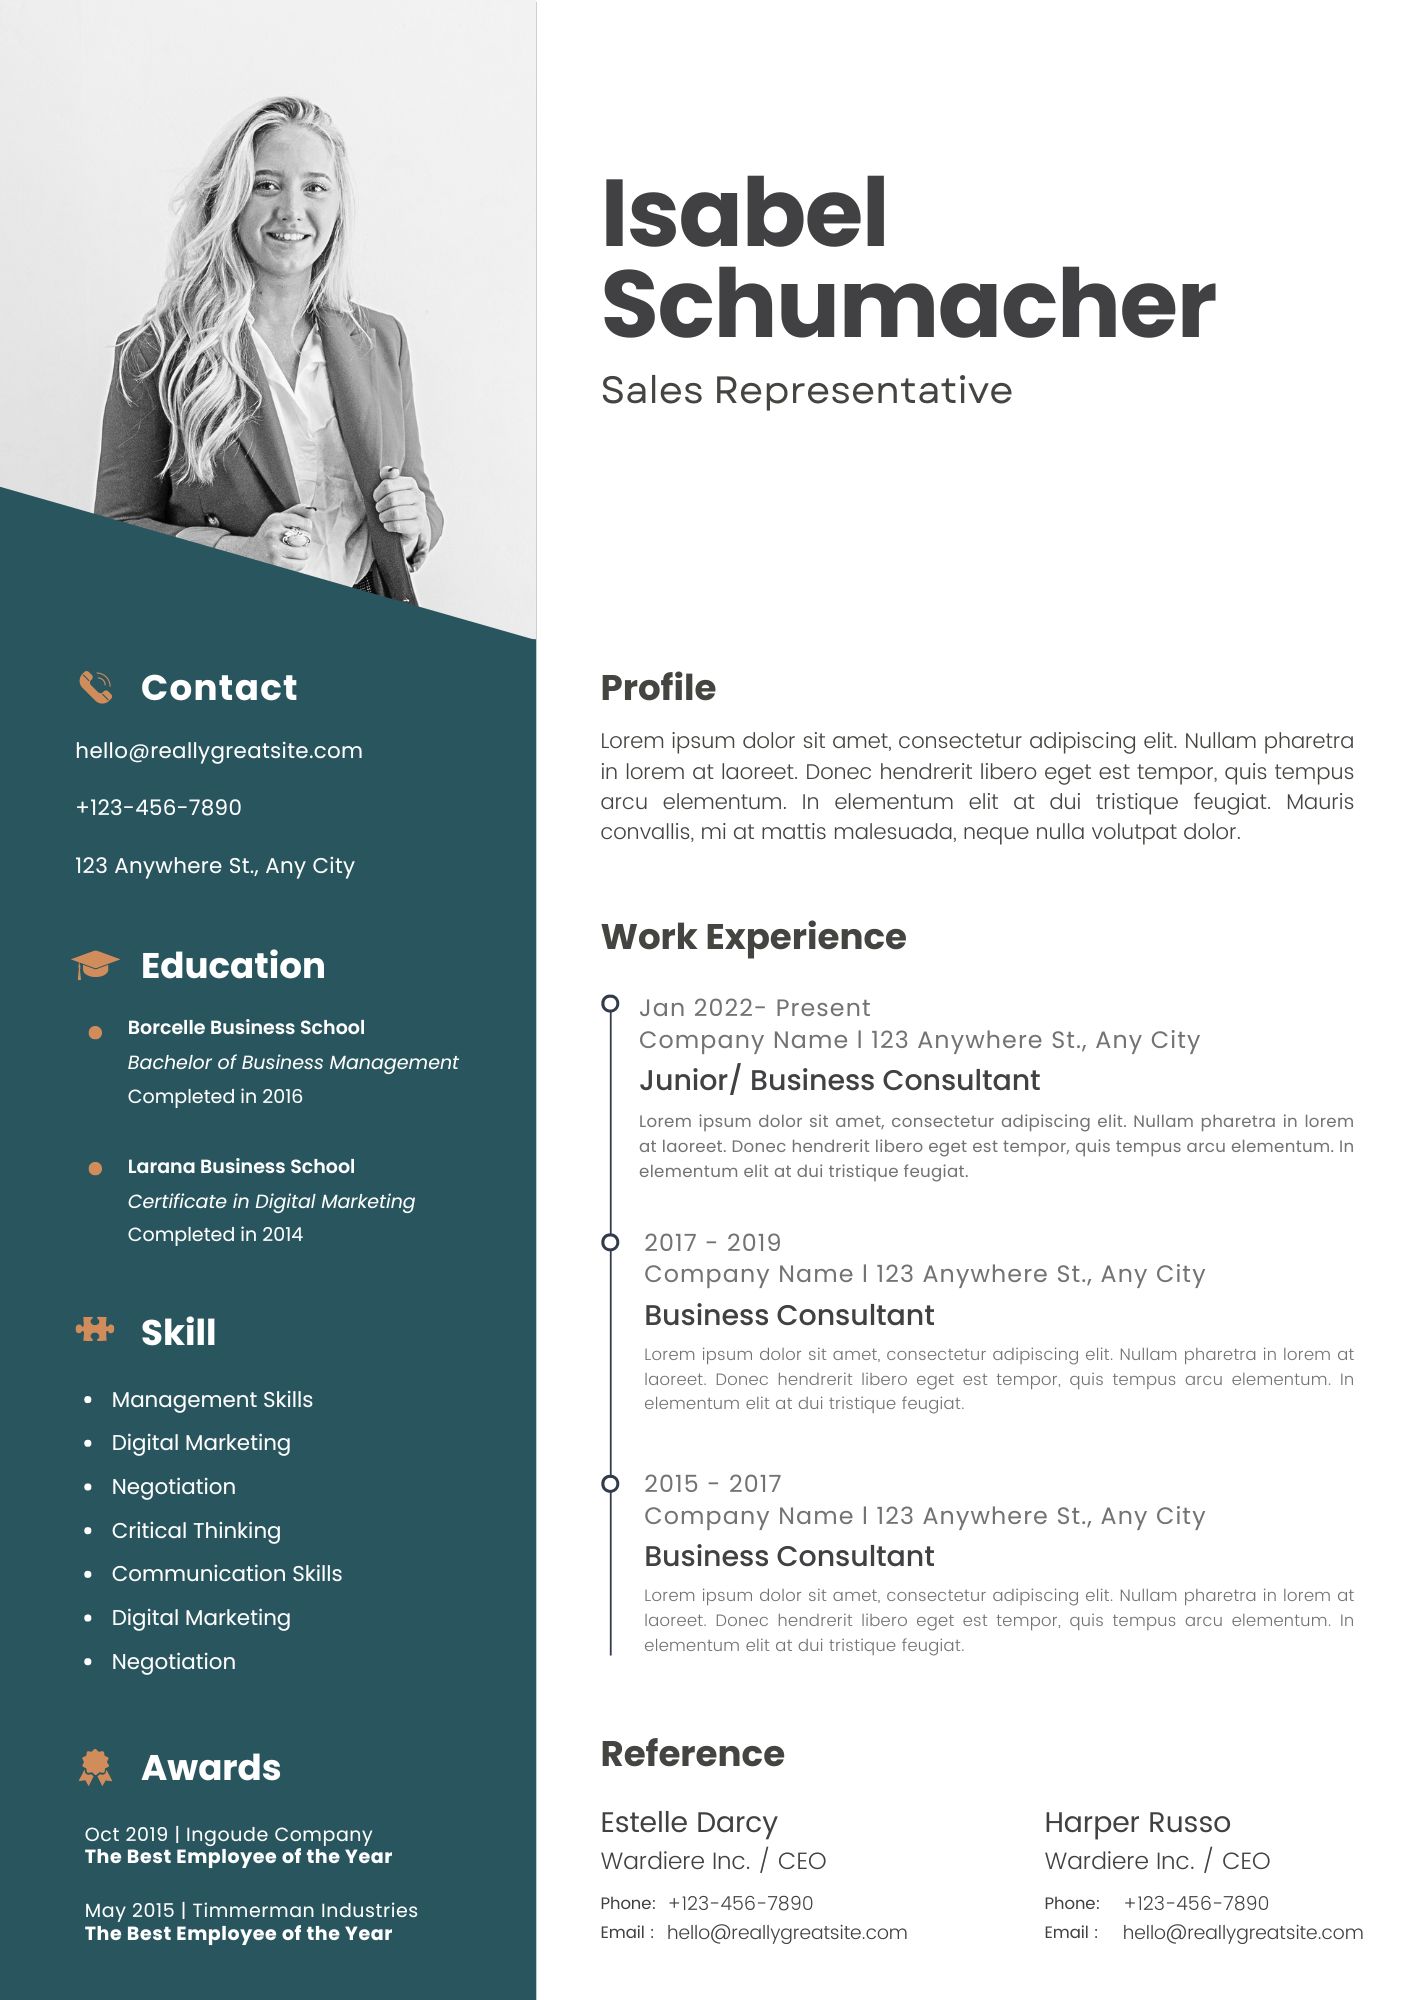 Isabel
Schumacher
Sales Representative
Contact
hello@reallygreatsite.com
+123-456-7890
123 Anywhere St., Any City
Education
Borcelle Business School
Bachelor of Business Management
Completed in 2016
Larana Business School
Certificate in Digital Marketing
Completed in 2014
Skill
• Management Skills
• Digital Marketing
• Negotiation
• Critical Thinking
• Communication Skills
• Digital Marketing
• Negotiation
Awards
Oct 2019 | Ingoude Company
The Best Employee of the Year
May 2015 | Timmerman Industries
The Best Employee of the Year
Profile
Lorem ipsum dolor sit amet, consectetur adipiscing elit. Nullam pharetra
in lorem at laoreet. Donec hendrerit libero eget est tempor, quis tempus
arcu elementum. In elementum elit at dui tristique feugiat. Mauris
convallis, mi at mattis malesuada, neque nulla volutpat dolor.
Work Experience
Jan 2022- Present
Company Name l 123 Anywhere St., Any City
Junior/ Business Consultant
Lorem ipsum dolor sit amet, consectetur adipiscing elit. Nullam pharetra in lorem
at laoreet. Donec hendrerit libero eget est tempor, quis tempus arcu elementum. In
elementum elit at dui tristique feugiat.
2017 - 2019
Company Name l 123 Anywhere St., Any City
Business Consultant
Lorem ipsum dolor sit amet, consectetur adipiscing elit. Nullam pharetra in lorem at
laoreet. Donec hendrerit libero eget est tempor, quis tempus arcu elementum. In
elementum elit at dui tristique feugiat.
2015 - 2017
Company Name l 123 Anywhere St., Any City
Business Consultant
Lorem ipsum dolor sit amet, consectetur adipiscing elit. Nullam pharetra in lorem at
laoreet. Donec hendrerit libero eget est tempor, quis tempus arcu elementum. In
elementum elit at dui tristique feugiat.
Reference
Estelle Darcy
Wardiere Inc. / CEO
Phone: +123-456-7890
Email : hello@reallygreatsite.com
Harper Russo
Wardiere Inc. / CEO
Phone: +123-456-7890
Email : hello@reallygreatsite.com